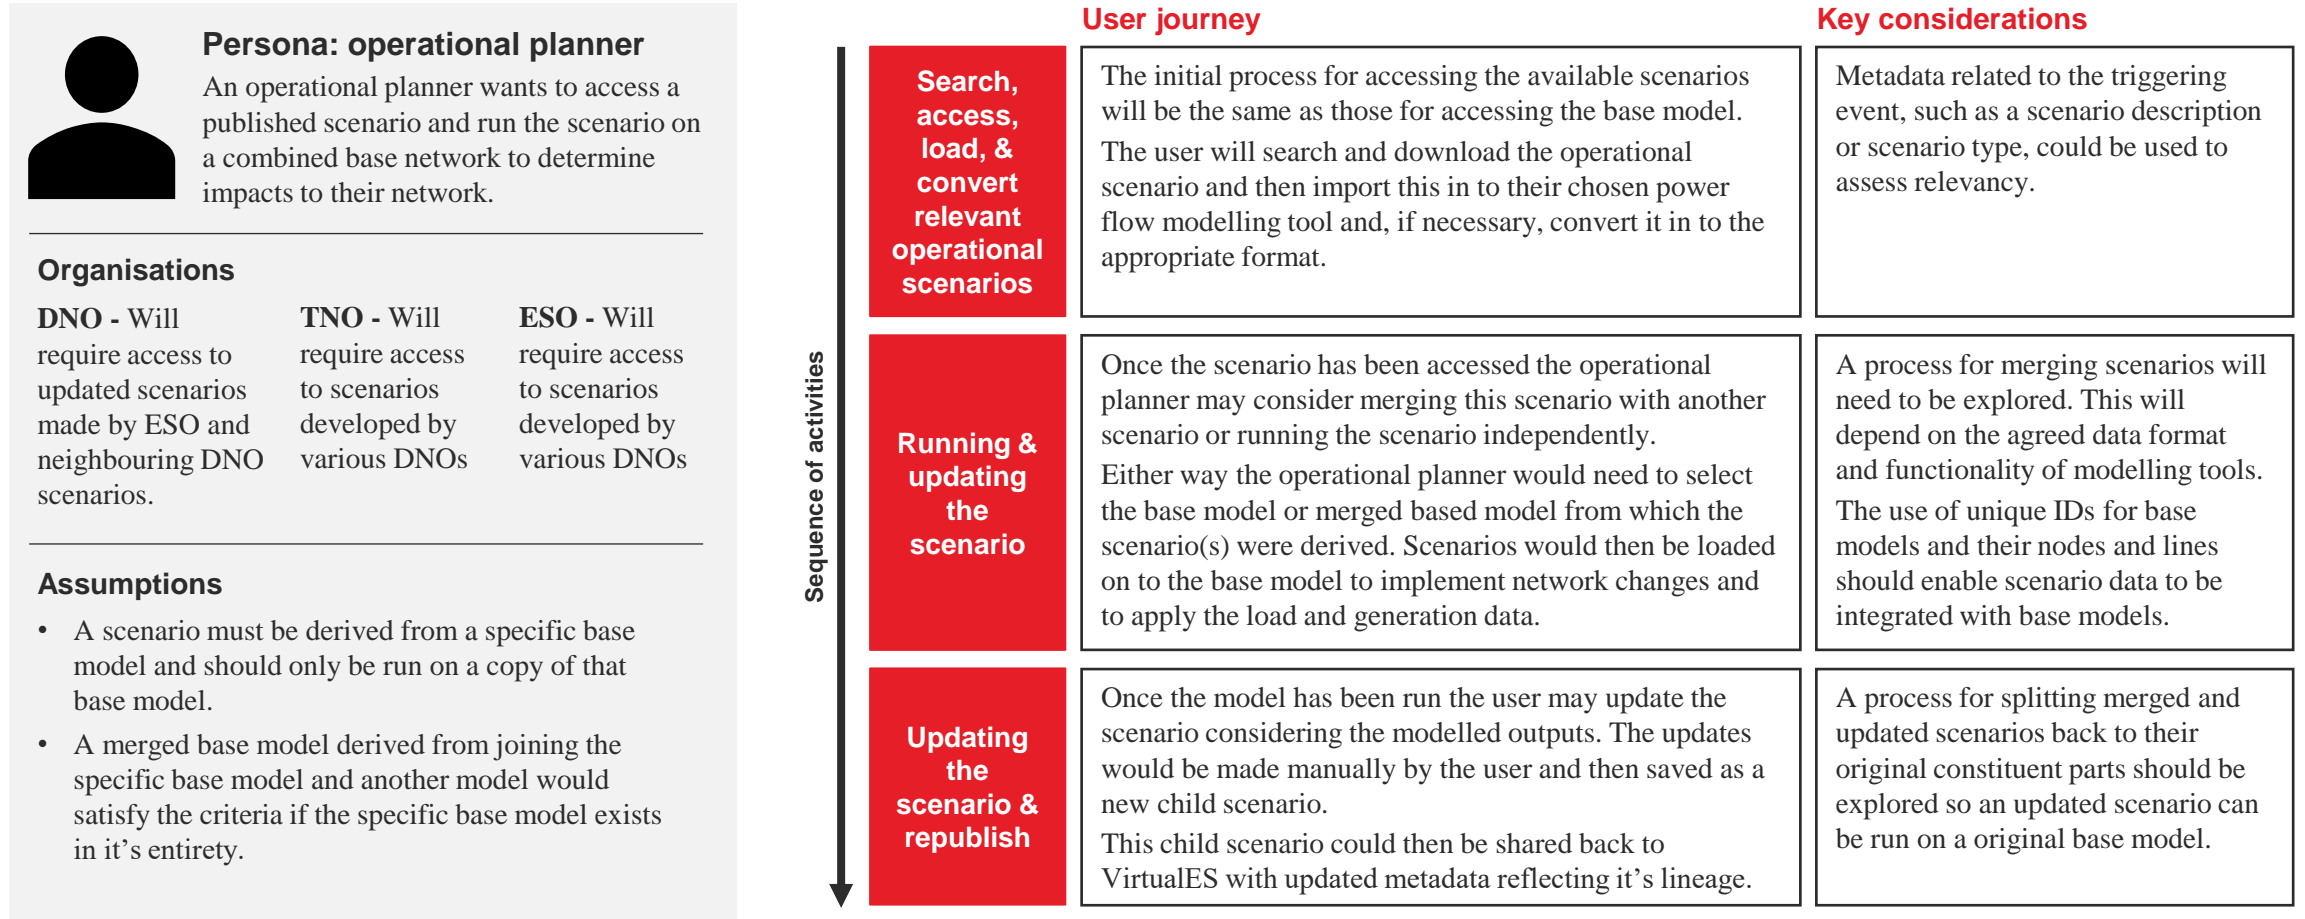 Persona: operational planner
An operational planner wants to access a
published scenario and run the scenario on
a combined base network to determine
impacts to their network.
Organisations
DNO - Will
require access to
updated scenarios
made by ESO and
neighbouring DNO
scenarios.
TNO - Will
require access
to scenarios
developed by
various DNOs
ESO - Will
require access
to scenarios
developed by
various DNOs
Assumptions
• A scenario must be derived from a specific base
model and should only be run on a copy of that
base model.
• A merged base model derived from joining the
specific base model and another model would
satisfy the criteria if the specific base model exists
in it's entirety.
Sequence of activities
User journey
Key considerations
Search,
access,
load, &
convert
relevant
operational
scenarios
The initial process for accessing the available scenarios
will be the same as those for accessing the base model.
The user will search and download the operational
scenario and then import this in to their chosen power
flow modelling tool and, if necessary, convert it in to the
appropriate format.
Metadata related to the triggering
event, such as a scenario description
or scenario type, could be used to
assess relevancy.
Running &
updating
the
scenario
Once the scenario has been accessed the operational
planner may consider merging this scenario with another
scenario or running the scenario independently.
Either way the operational planner would need to select
the base model or merged based model from which the
scenario(s) were derived. Scenarios would then be loaded
on to the base model to implement network changes and
to apply the load and generation data.
A process for merging scenarios will
need to be explored. This will
depend on the agreed data format
and functionality of modelling tools.
The use of unique IDs for base
models and their nodes and lines
should enable scenario data to be
integrated with base models.
Updating
the
scenario &
republish
Once the model has been run the user may update the
scenario considering the modelled outputs. The updates
would be made manually by the user and then saved as a
new child scenario.
This child scenario could then be shared back to
VirtualES with updated metadata reflecting it's lineage.
A process for splitting merged and
updated scenarios back to their
original constituent parts should be
explored so an updated scenario can
be run on a original base model.